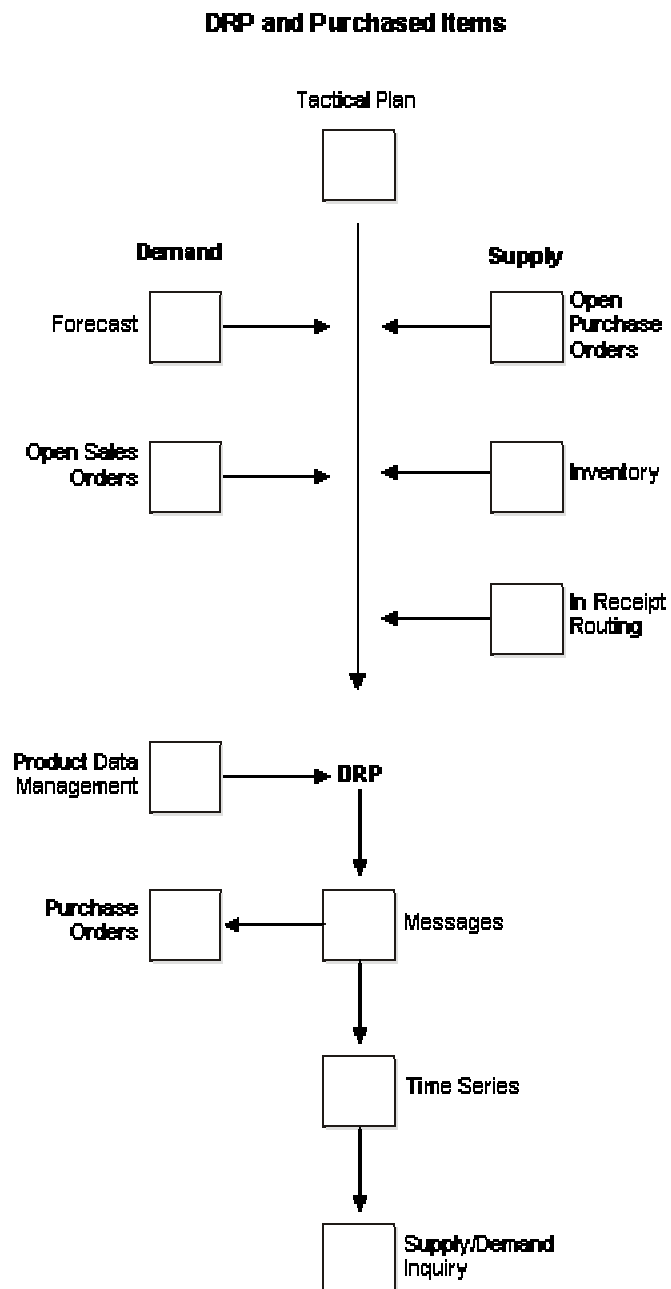 DRP and Purchased Items
Tactical Plan
Demand
Supply
Forecast
Open
Purchase
Orders
Open Sales
Orders
Inventory
In Receipt
Routing
Product Data
Management
DRP
Purchase
Orders
Messages
Time Series
Supply/Demand
Inquiry